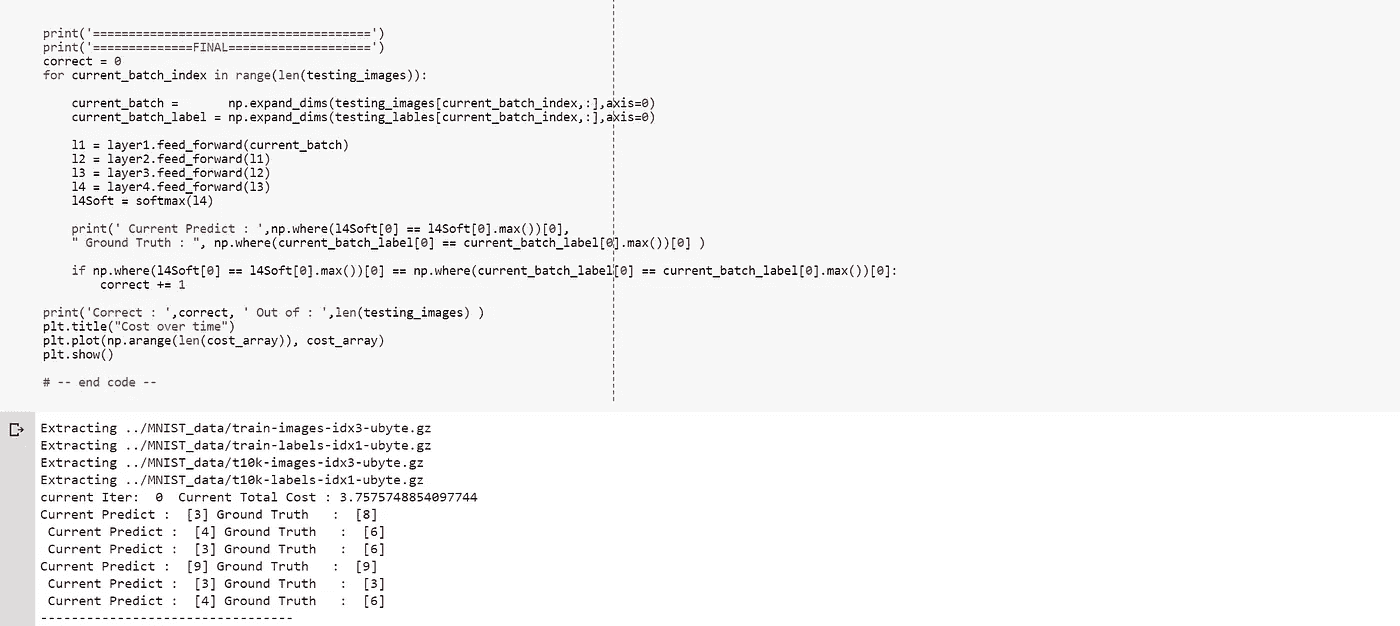 print('=======================================')
print('==============FINAL====================')
correct = 0
for current_batch_index in range(len(testing_images)):
current_batch = np.expand_dims(testing_images[current_batch_index,:],axis=0)
current_batch_label = np.expand_dims(testing_lables[current_batch_index,:],axis=0)
l1 = layer1.feed_forward(current_batch)
l2 = layer2.feed_forward(l1)
l3 = layer3.feed_forward(l2)
l4 = layer4.feed_forward(l3)
l4Soft = softmax(l4)
print(' Current Predict : ',np.where(l4Soft[0] == l4Soft[0].max())[0],
" Ground Truth : ", np.where(current_batch_label[0] == current_batch_label[0].max())[0] )
if np.where(l4Soft[0] == l4Soft[0].max())[0] == np.where(current_batch_label[0] == current_batch_label[0].max())[0]:
correct += 1
print('Correct : ',correct, ' Out of : ',len(testing_images) )
plt.title("Cost over time")
plt.plot(np.arange(len(cost_array)), cost_array)
plt.show()
# -- end code --
Extracting ../MNIST_data/train-images-idx3-ubyte.gz
Extracting ../MNIST_data/train-labels-idx1-ubyte.gz
Extracting ../MNIST_data/t10k-images-idx3-ubyte.gz
Extracting ../MNIST_data/t10k-labels-idx1-ubyte.gz
current Iter: 0 Current Total Cost : 3.7575748854097744
Current Predict : [3] Ground Truth : [8]
Current Predict : [4] Ground Truth : [6]
Current Predict : [3] Ground Truth : [6]
Current Predict : [9] Ground Truth : [9]
Current Predict : [3] Ground Truth : [3]
Current Predict : [4] Ground Truth : [6]
---------------------------------